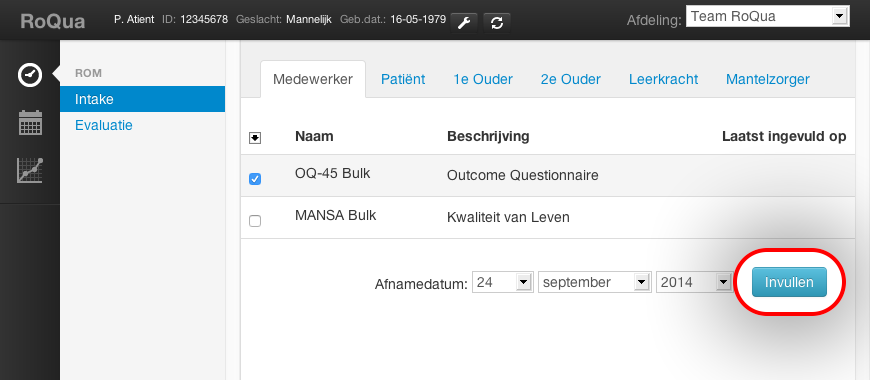 RoQua P. Atient ID: 12345678 Geslacht: Mannelijk Geb.dat.: 16-05-1979 Afdeling: Team RoQua
ROM
Intake
Evaluatie
Medewerker Patiënt 1e Ouder 2e Ouder Leerkracht Mantelzorger
Naam Beschrijving Laatst ingevuld op
OQ-45 Bulk Outcome Questionnaire
MANSA Bulk Kwaliteit van Leven
Afnamedatum: 24 september 2014 Invullen